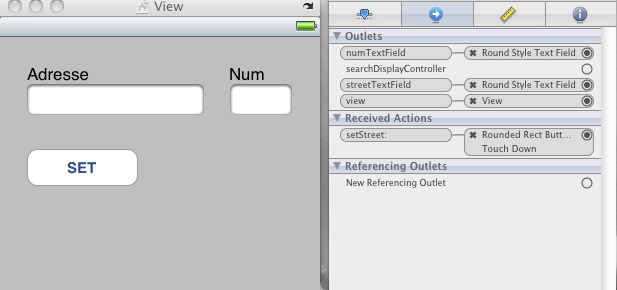 View
Adresse
Num
SET
Outlets
numTextField
Round Style Text Field
searchDisplayController
streetTextField
Round Style Text Field
view
View
Received Actions
setStreet:
Rounded Rect Butt...
Touch Down
Referencing Outlets
New Referencing Outlet